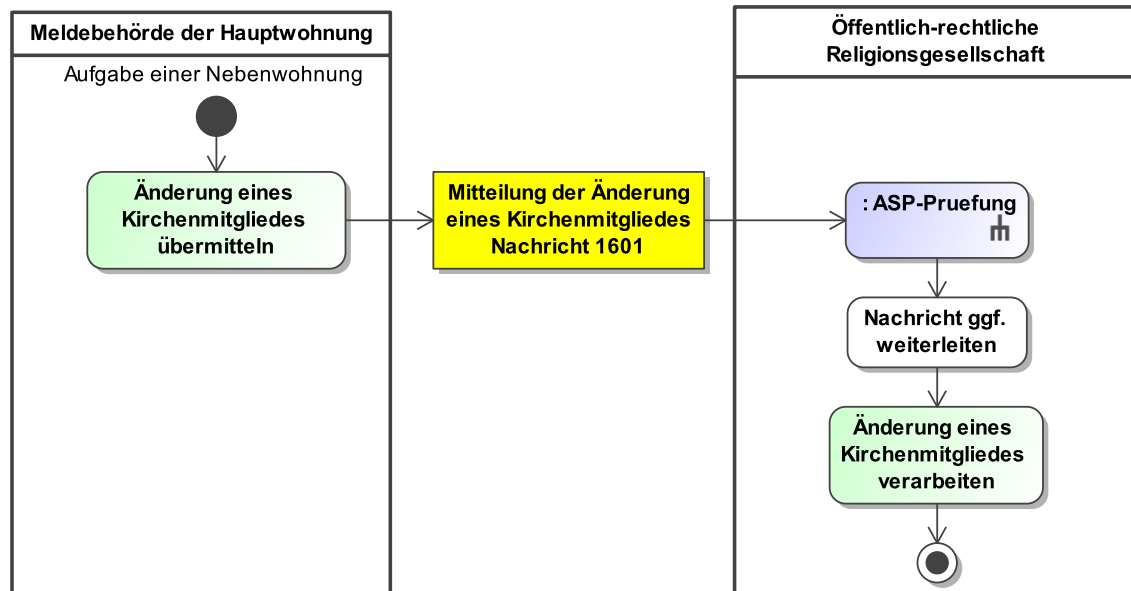 Meldebehörde der Hauptwohnung
Aufgabe einer Nebenwohnung
Änderung eines
Kirchenmitgliedes
übermitteln
Mitteilung der Änderung
eines Kirchenmitgliedes
Nachricht 1601
Öffentlich-rechtliche
Religionsgesellschaft
: ASP-Pruefung
Nachricht ggf.
weiterleiten
Änderung eines
Kirchenmitgliedes
verarbeiten